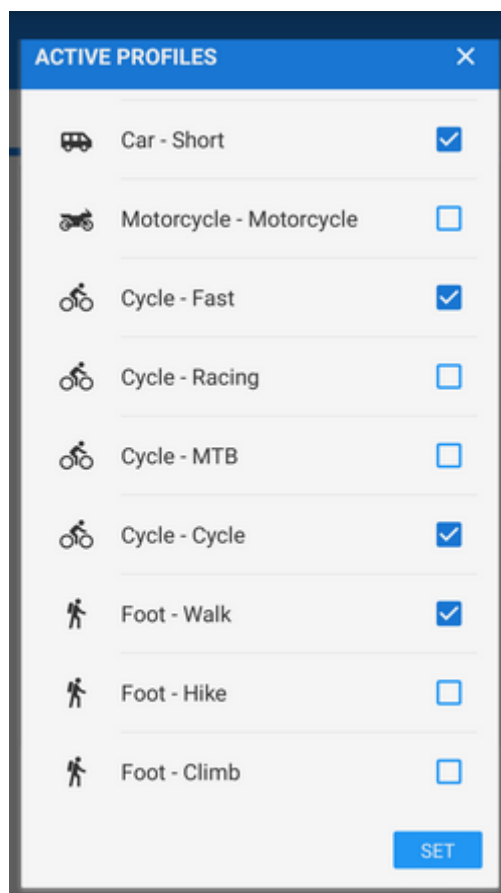 ACTIVE PROFILES
Car - Short
Motorcycle - Motorcycle
Cycle - Fast
Cycle - Racing
Cycle - MTB
Cycle - Cycle
Foot - Walk
Foot - Hike
Foot - Climb
SET